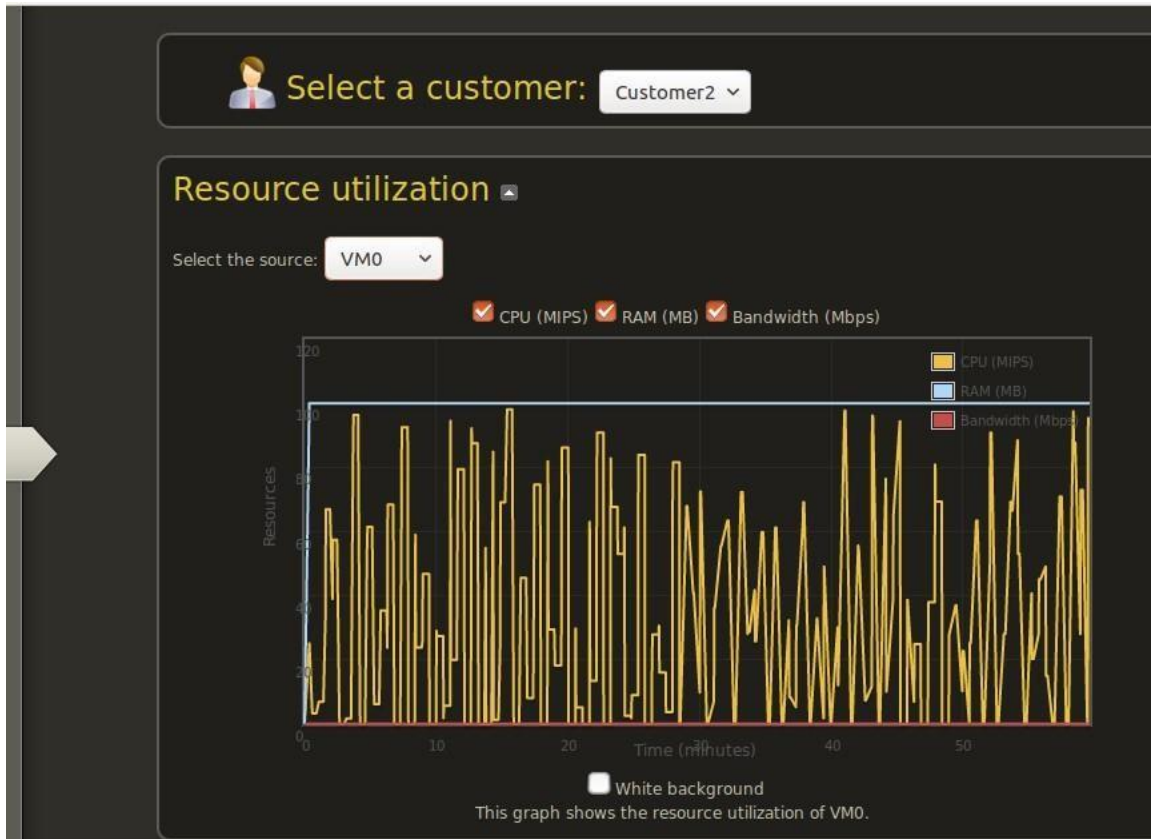 Select a customer: Customer2
Resource utilization
Select the source: VM0
CPU (MIPS) RAM (MB) Bandwidth (Mbps)
120
100
80
60
40
20
0
Resources
CPU (MIPS)
RAM (MB)
Bandwidth (Mbps)
0 10 20 30 40 50
Time (minutes)
White background
This graph shows the resource utilization of VM0.